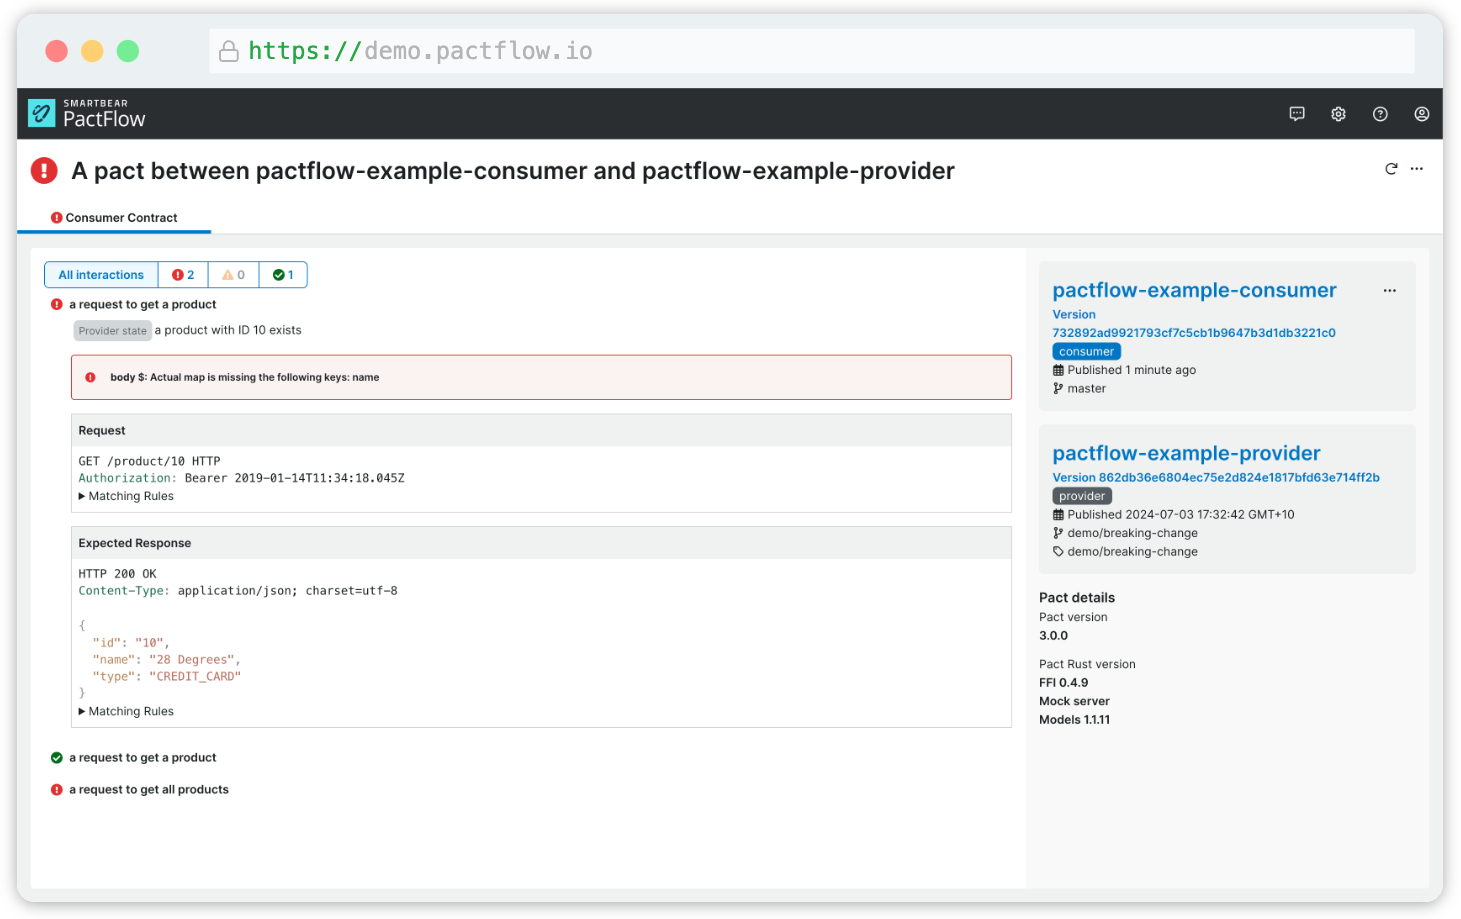 https://demo.pactflow.io
SMARTBEAR
PactFlow
A pact between pactflow-example-consumer and pactflow-example-provider
Consumer Contract
All interactions 2 0 1
a request to get a product
Provider state a product with ID 10 exists
body $: Actual map is missing the following keys: name
Request
GET /product/10 HTTP
Authorization: Bearer 2019-01-14T11:34:18.045Z
Matching Rules
Expected Response
HTTP 200 OK
Content-Type: application/json; charset=utf-8
{
"id": "10",
"name": "28 Degrees",
"type": "CREDIT_CARD"
}
Matching Rules
a request to get a product
a request to get all products
pactflow-example-consumer
Version
732892ad9921793cf7c5cb1b9647b3d1db3221c0
consumer
Published 1 minute ago
master
pactflow-example-provider
Version 862db36e6804ec75e2d824e1817bfd63e714ff2b
provider
Published 2024-07-03 17:32:42 GMT+10
demo/breaking-change
demo/breaking-change
Pact details
Pact version
3.0.0
Pact Rust version
FFI 0.4.9
Mock server
Models 1.1.11